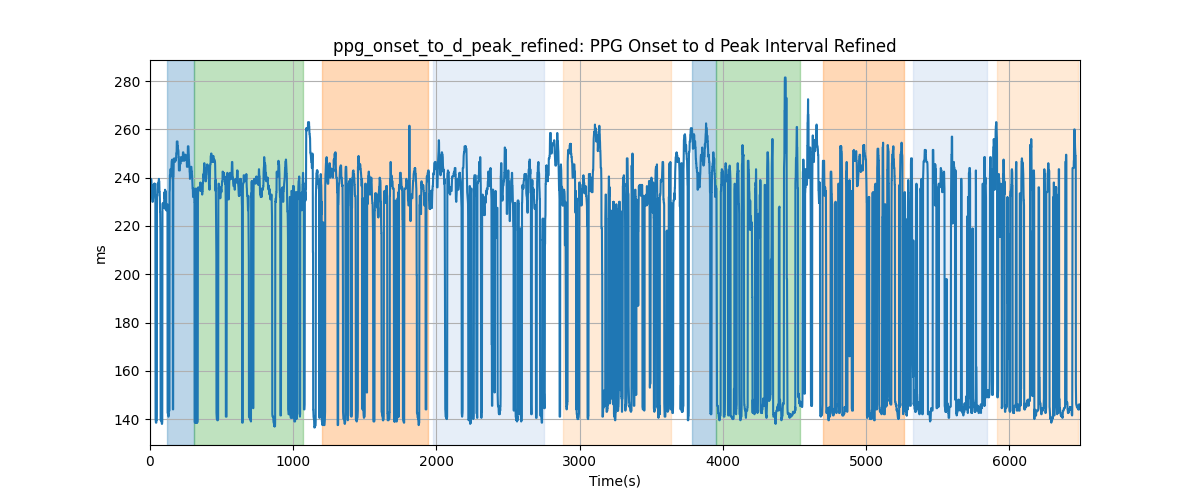 ppg_onset_to_d_peak_refined: PPG Onset to d Peak Interval Refined
280
260
240
220
200
180
160
140
ms
0 1000 2000 3000 4000 5000 6000
Time(s)